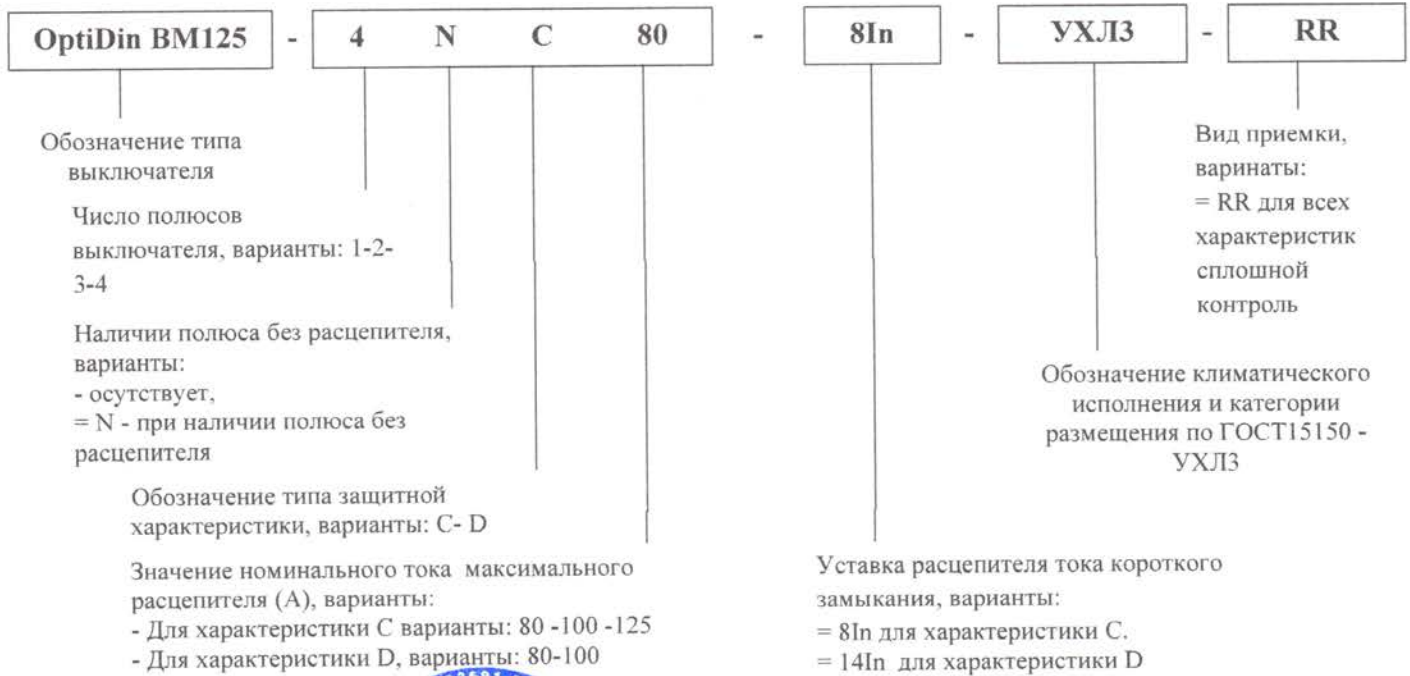 OptiDin BM125 - 4 N C 80 - 8In - УХЛ3 - RR
Обозначение типа
выключателя
Число полюсов
выключателя, варианты: 1-2-
3-4
Наличии полюса без расцепителя,
варианты:
- осутствует,
= N - при наличии полюса без
расцепителя
Обозначение типа защитной
характеристики, варианты: С- D
Значение номинального тока максимального
расцепителя (А), варианты:
- Для характеристики С варианты: 80 -100 -125
- Для характеристики D, варианты: 80-100
Уставка расцепителя тока короткого
замыкания, варианты:
= 8In для характеристики С.
= 14In для характеристики D
Обозначение климатического
исполнения и категории
размещения по ГОСТ15150 -
УХЛ3
Вид приемки,
варинаты:
= RR для всех
характеристик
сплошной
контроль